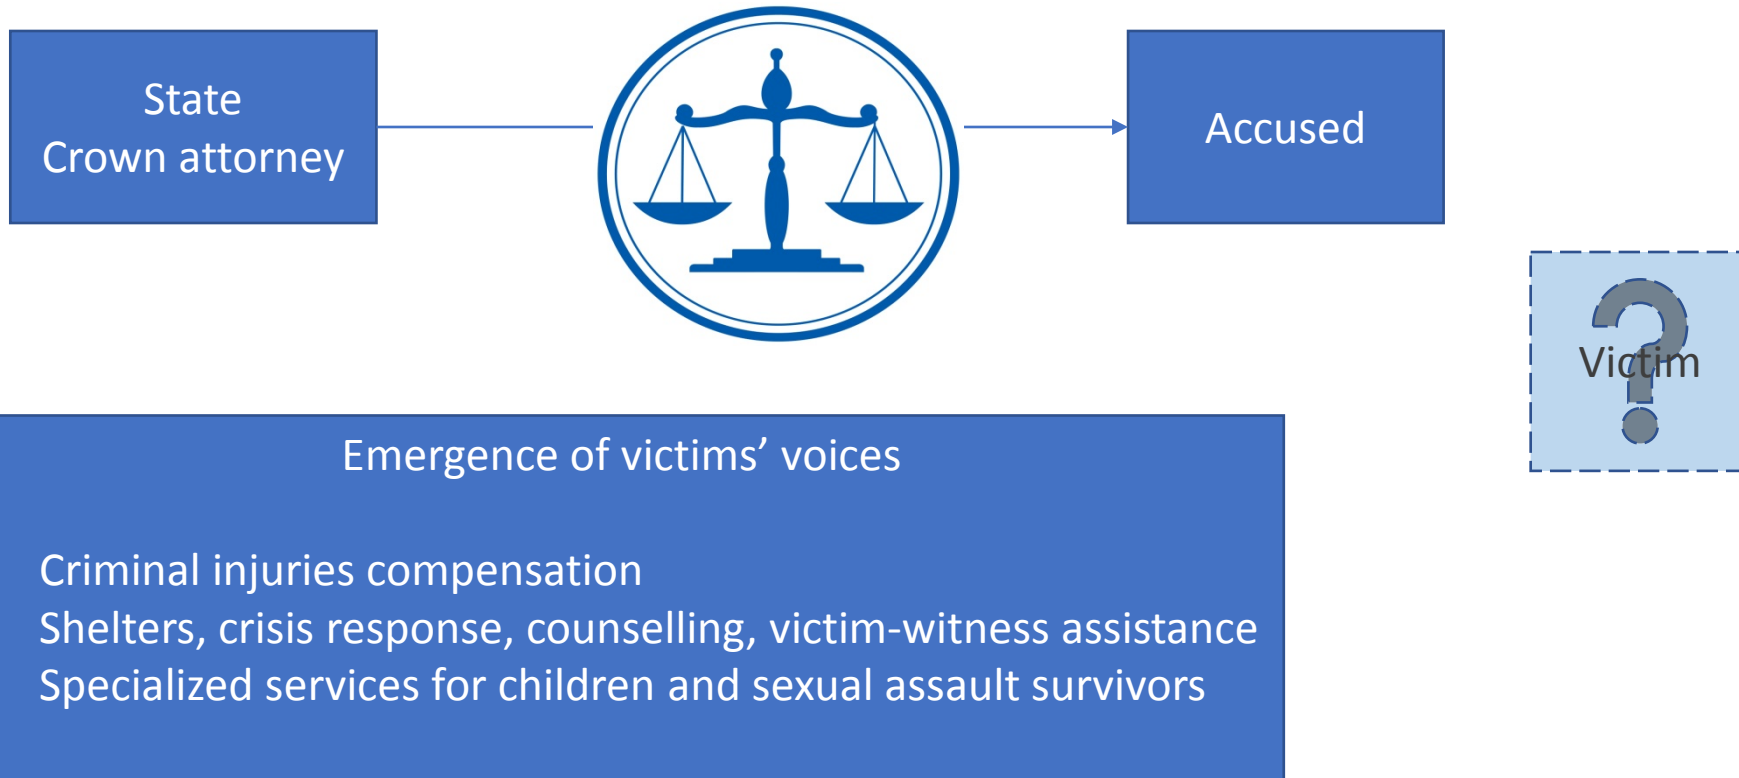 State
Crown attorney
Accused
Victim
Emergence of victims’ voices
Criminal injuries compensation
Shelters, crisis response, counselling, victim-witness assistance
Specialized services for children and sexual assault survivors